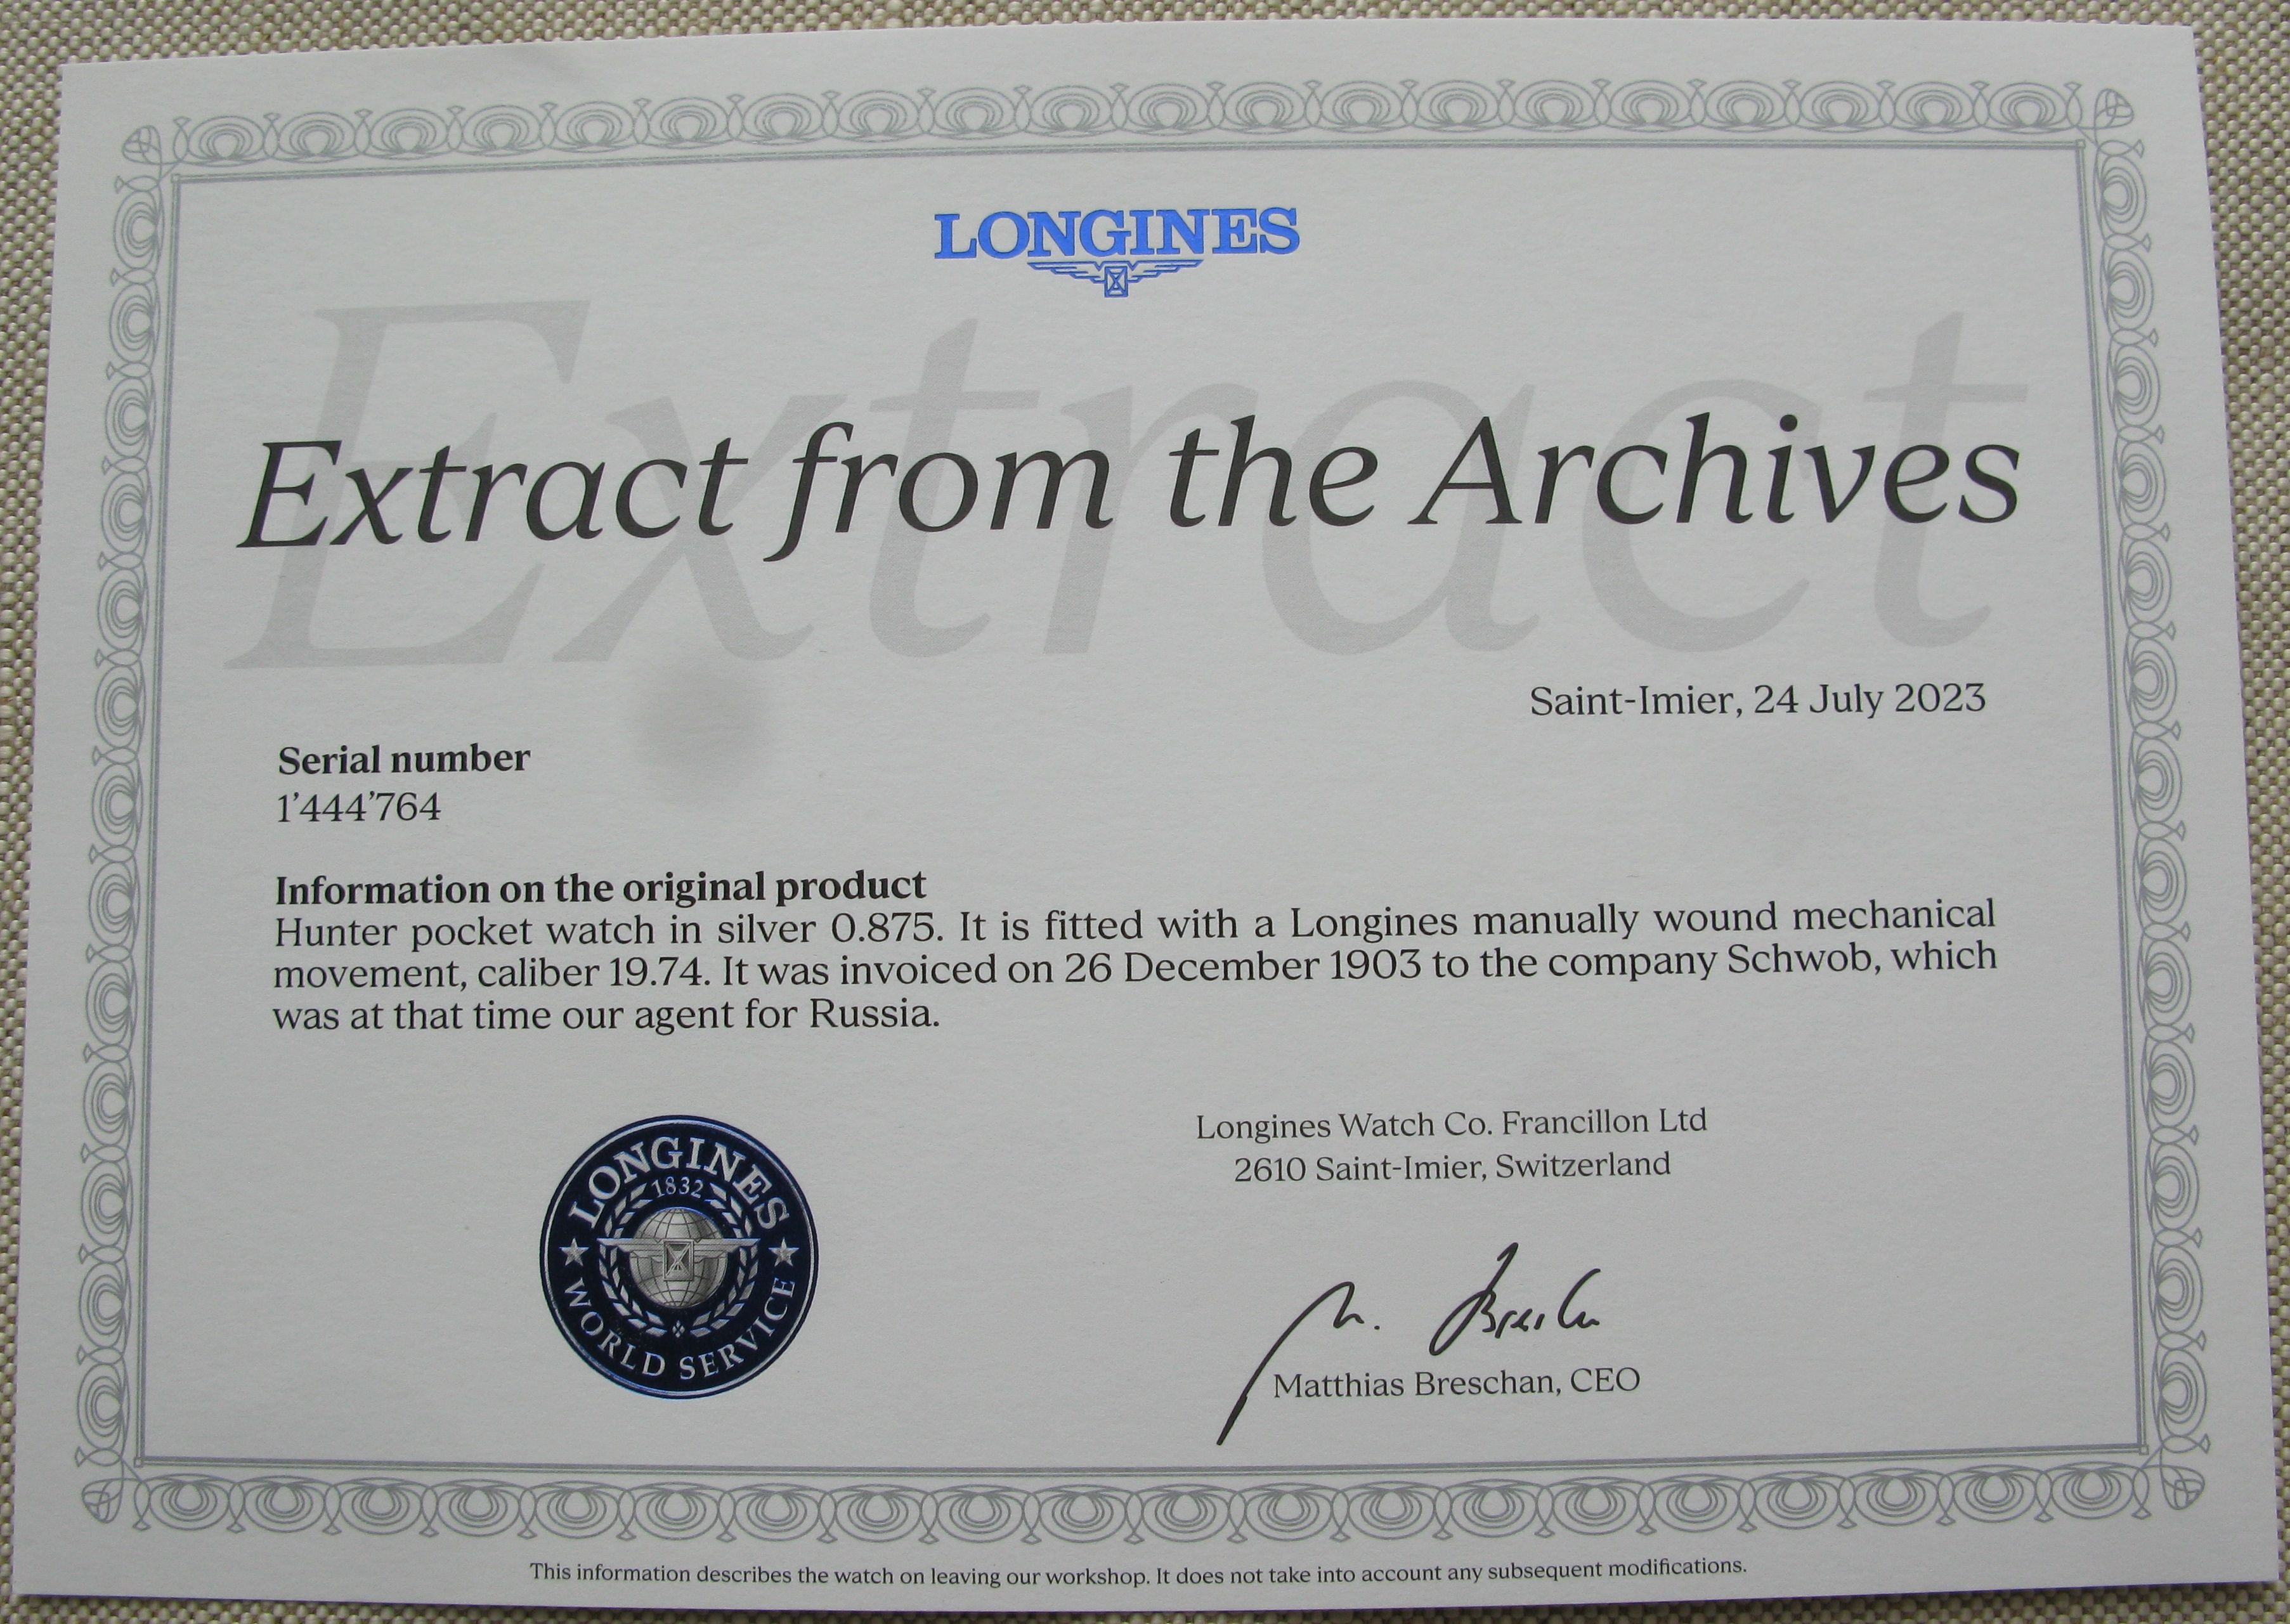 LONGINES
Extract
Extract from the Archives
Saint-Imier, 24 July 2023
Serial number
1’444’764
Information on the original product
Hunter pocket watch in silver 0.875. It is fitted with a Longines manually wound mechanical
movement, caliber 19.74. It was invoiced on 26 December 1903 to the company Schwob, which
was at that time our agent for Russia.
LONGINES
1832
WORLD SERVICE
Longines Watch Co. Francillon Ltd
2610 Saint-Imier, Switzerland
M. Breschan
Matthias Breschan, CEO
This information describes the watch on leaving our workshop. It does not take into account any subsequent modifications.